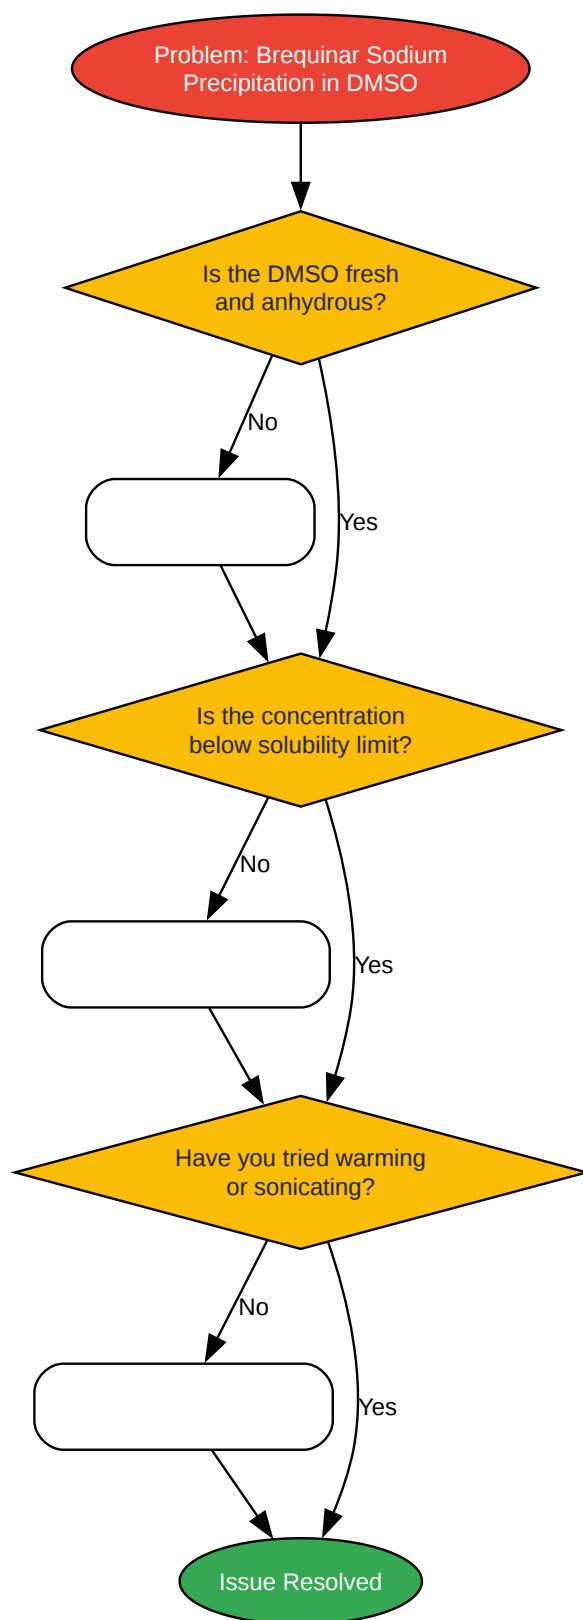 Problem: Brequinar Sodium
Precipitation in DMSO
Is the DMSO fresh
and anhydrous?
No
Yes
Is the concentration
below solubility limit?
No
Yes
Have you tried warming
or sonicating?
No
Yes
Issue Resolved